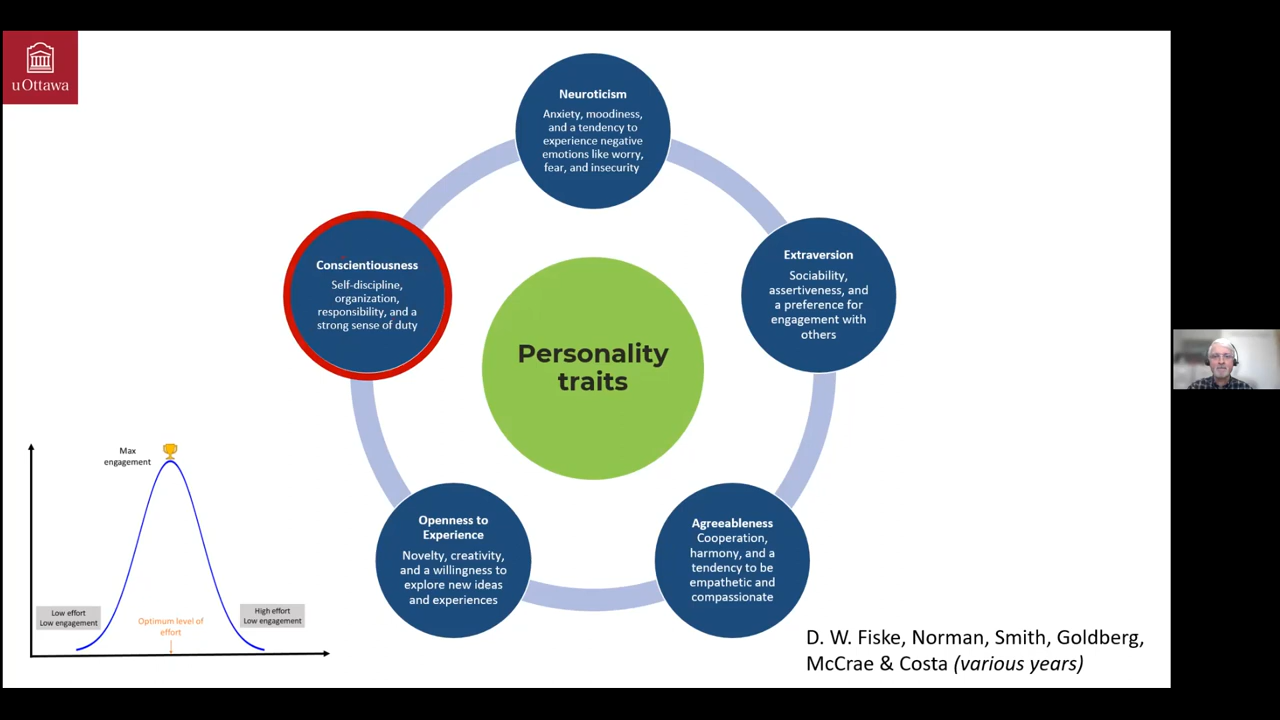 uOttawa
Neuroticism
Anxiety, moodiness,
and a tendency to
experience negative
emotions like worry,
fear, and insecurity
Conscientiousness
Self-discipline,
organization,
responsibility, and a
strong sense of duty
Extraversion
Sociability,
assertiveness, and
a preference for
engagement with
others
Personality
traits
Openness to
Experience
Novelty, creativity,
and a willingness to
explore new ideas
and experiences
Agreeableness
Cooperation,
harmony, and a
tendency to be
empathetic and
compassionate
Max
engagement
Low effort
Low engagement
Optimum level of
effort
High effort
Low engagement
D. W. Fiske, Norman, Smith, Goldberg,
McCrae & Costa (various years)